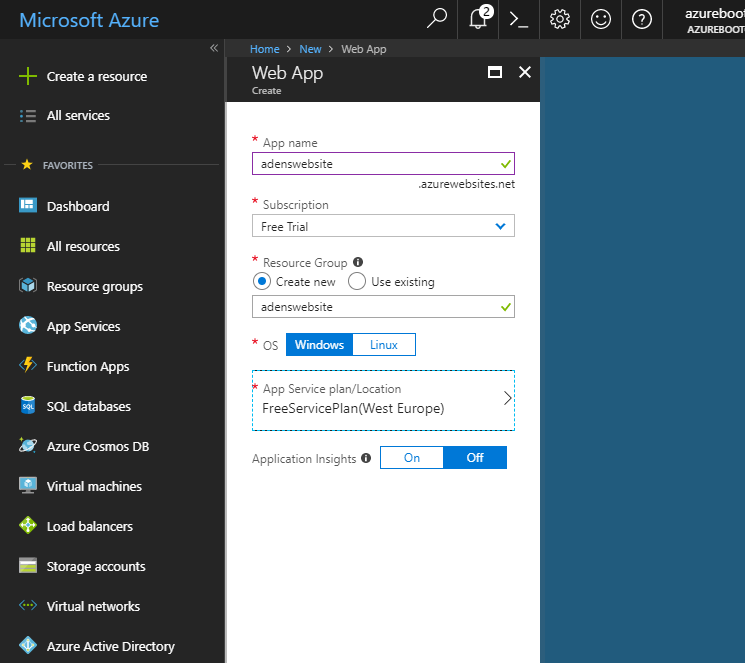 Microsoft Azure
2
azureboot
AZUREBOOT
«
Home > New > Web App
Create a resource
All services
FAVORITES
Dashboard
All resources
Resource groups
App Services
Function Apps
SQL
SQL databases
Azure Cosmos DB
Virtual machines
Load balancers
Storage accounts
Virtual networks
Azure Active Directory
Web App
Create
* App name
adenswebsite
.azurewebsites.net
* Subscription
Free Trial
* Resource Group
Create new Use existing
adenswebsite
* OS Windows Linux
* App Service plan/Location
FreeServicePlan(West Europe)
Application Insights On Off